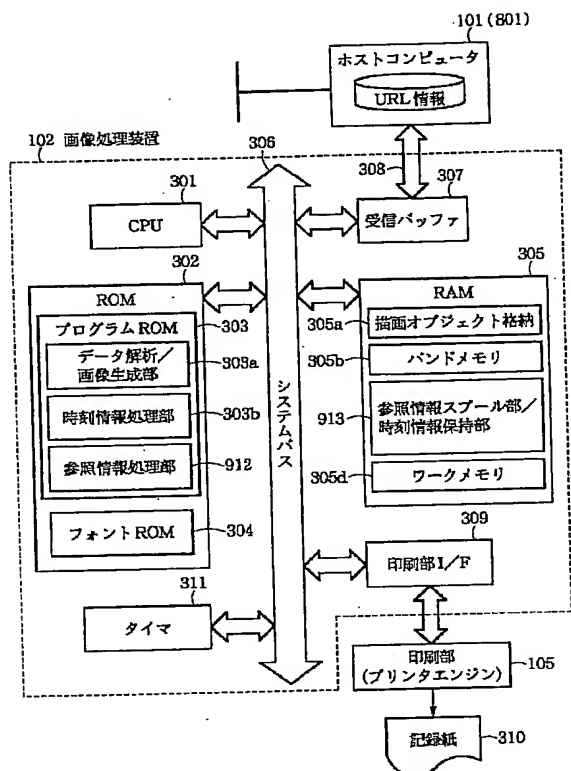 101(801)
ホストコンピュータ
URL情報
102 画像処理装置
306
308
307
301
CPU
受信バッファ
302
ROM
プログラムROM
303
データ解析/
画像生成部
303a
時刻情報処理部
303b
参照情報処理部
912
フォントROM
304
システムバス
305
RAM
305a
描画オブジェクト格納
305b
バンドメモリ
913
参照情報スプール部/
時刻情報保持部
305d
ワークメモリ
309
印刷部I/F
311
タイマ
印刷部
(プリンタエンジン)
105
記録紙
310